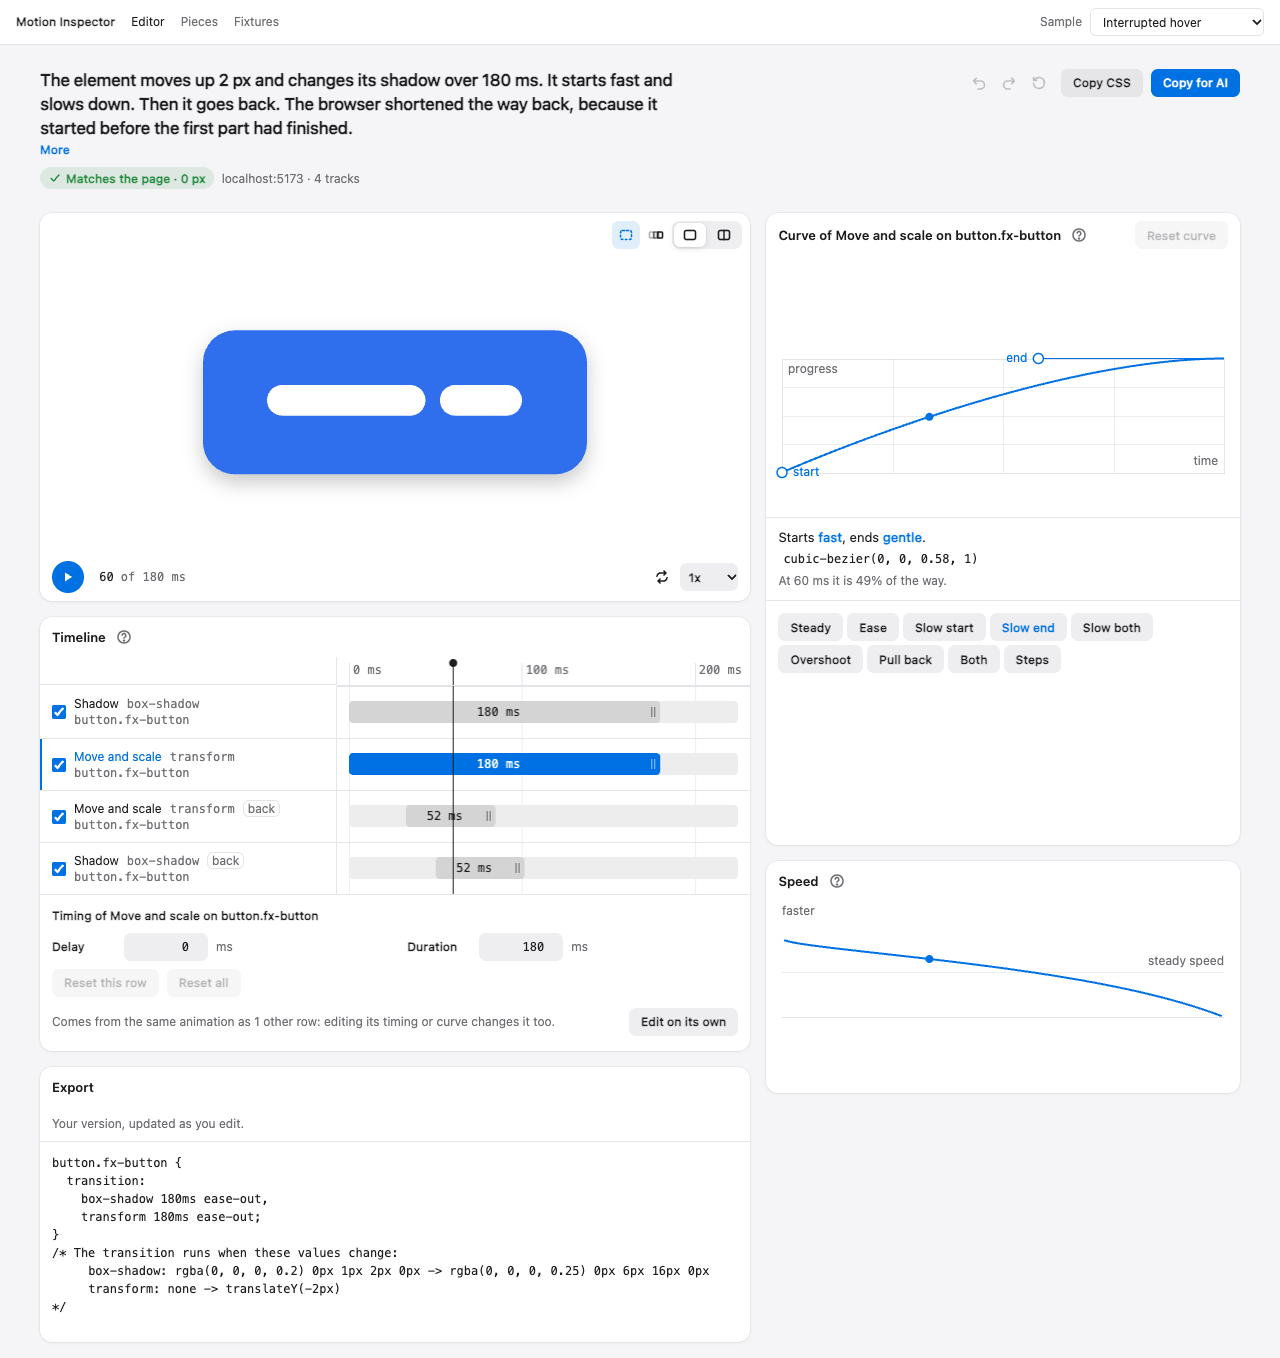 Motion Inspector Editor Pieces Fixtures Sample Interrupted hover
The element moves up 2 px and changes its shadow over 180 ms. It starts fast and
slows down. Then it goes back. The browser shortened the way back, because it
started before the first part had finished.
More
Copy CSS Copy for AI
Matches the page · 0 px localhost:5173 · 4 tracks
60 of 180 ms 1x
Timeline
0 ms 100 ms 200 ms
Shadow box-shadow
button.fx-button
180 ms
Move and scale transform
button.fx-button
180 ms
Move and scale transform back
button.fx-button
52 ms
Shadow box-shadow back
button.fx-button
52 ms
Timing of Move and scale on button.fx-button
Delay 0 ms Duration 180 ms
Reset this row Reset all
Comes from the same animation as 1 other row: editing its timing or curve changes it too. Edit on its own
Export
Your version, updated as you edit.
button.fx-button {
  transition:
    box-shadow 180ms ease-out,
    transform 180ms ease-out;
}
/* The transition runs when these values change:
     box-shadow: rgba(0, 0, 0, 0.2) 0px 1px 2px 0px -> rgba(0, 0, 0, 0.25) 0px 6px 16px 0px
     transform: none -> translateY(-2px)
*/
Curve of Move and scale on button.fx-button Reset curve
end
progress
time
start
Starts fast, ends gentle.
cubic-bezier(0, 0, 0.58, 1)
At 60 ms it is 49% of the way.
Steady Ease Slow start Slow end Slow both
Overshoot Pull back Both Steps
Speed
faster
steady speed